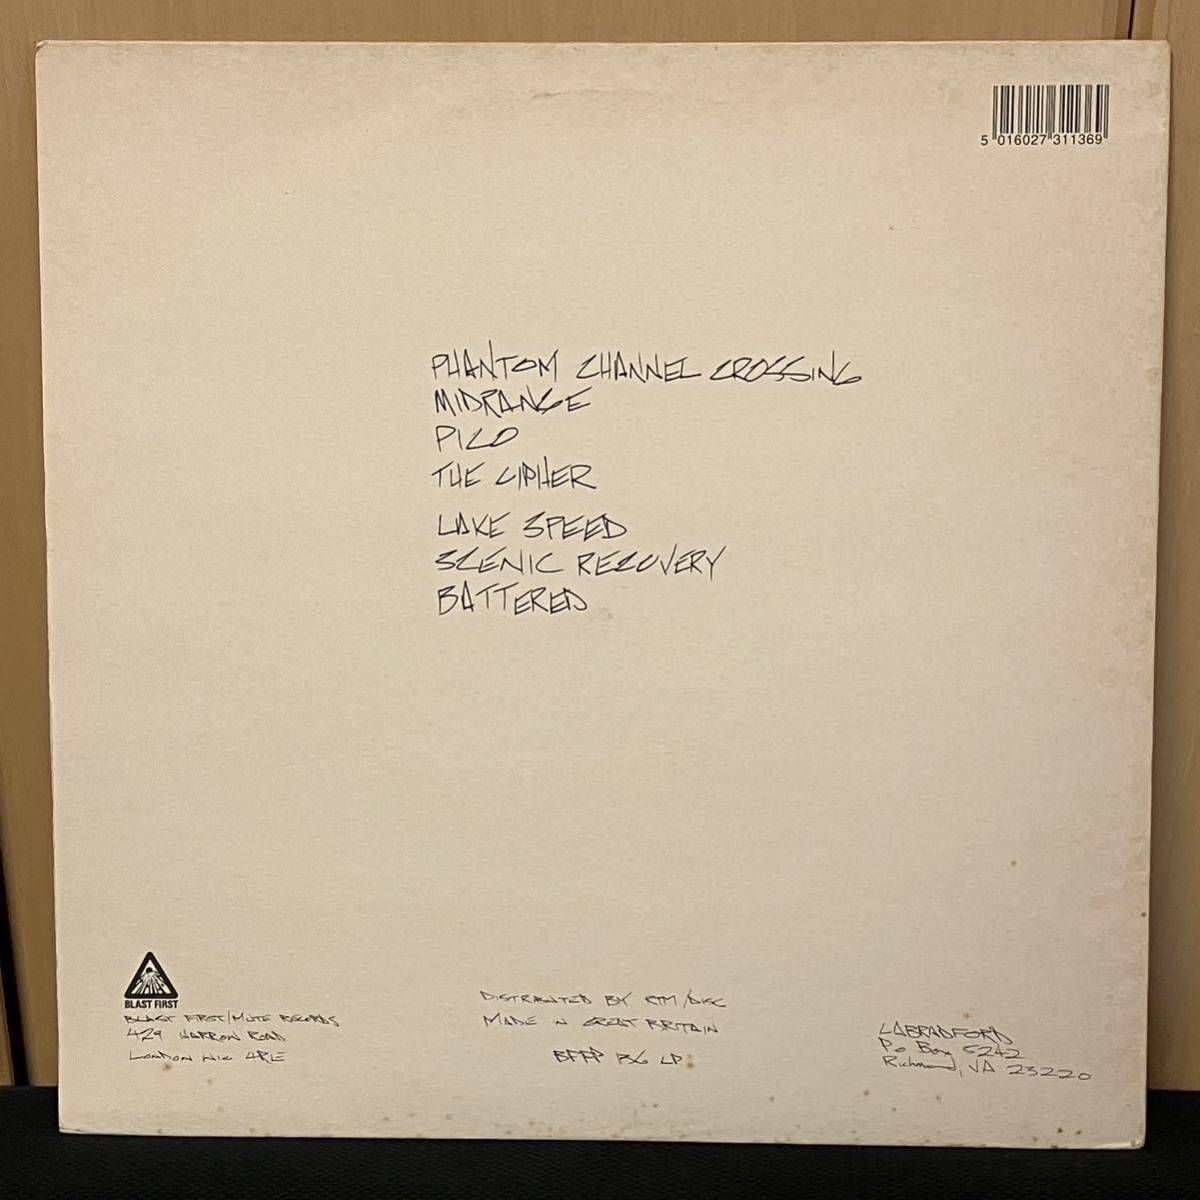 5 016027 311369
PHANTOM CHANNEL CROSSING
MIDRANGE
PICO
THE CIPHER
LAKE SPEED
SCENIC RECOVERY
BATTERED
BLAST FIRST
BLAST FIRST/MUTE RECORDS
429 HARROW ROAD
LONDON W10 4RE
DISTRIBUTED BY RTM/DISC
MADE IN GREAT BRITAIN
BFFP 136 LP
LABRADFORD
PO BOX 5242
Richmond, VA 23220